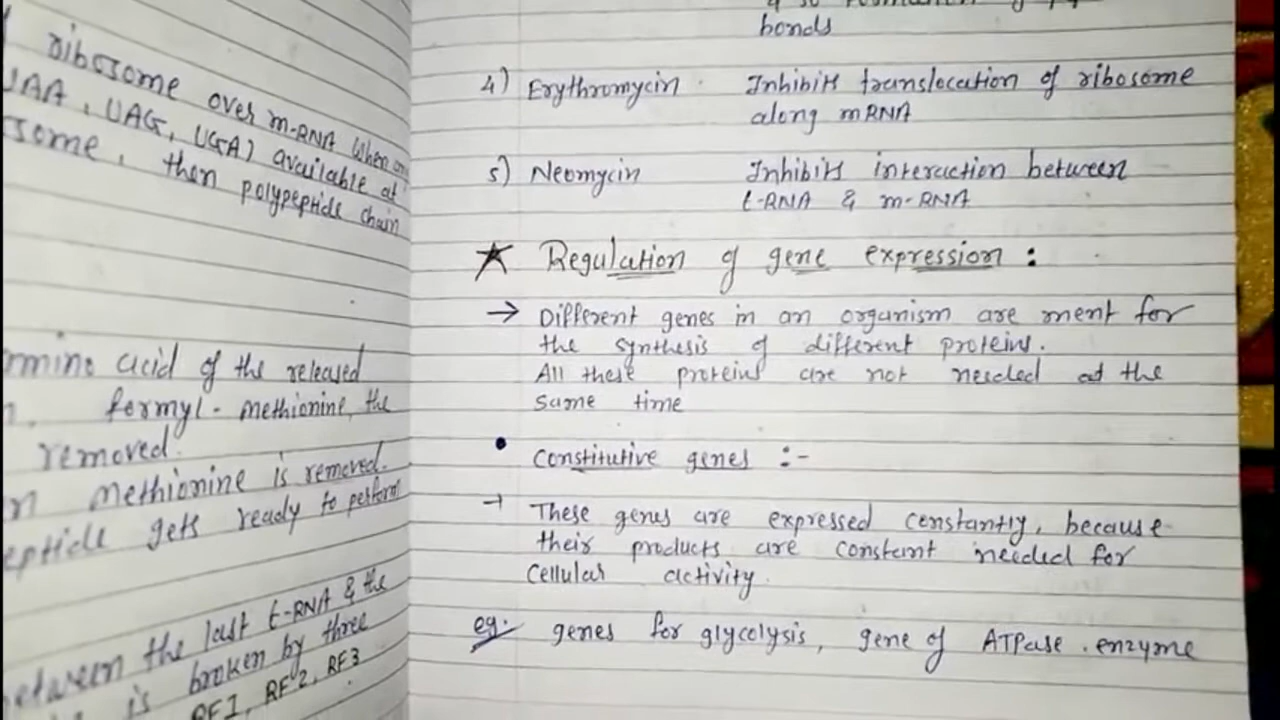 ribosome over m-RNA when
UAA, UAG, UGA) available at
some, then polypeptide chain
amino acid of the released
formyl-methionine, the
removed.
methionine is removed.
gets ready to perform
between the last t-RNA & the
is broken by three
RF1, RF2, RF3
bonds
4) Erythromycin Inhibits translocation of ribosome
along mRNA
5) Neomycin Inhibits interaction between
t-RNA & m-RNA
★ Regulation of gene expression :
→ Different genes in an organism are ment for
the synthesis of different proteins.
All these proteins are not needed at the
same time
• Constitutive genes :-
→ These genes are expressed constantly, because
their products are constant needed for
cellular activity.
eg. genes for glycolysis, gene of ATPase enzyme